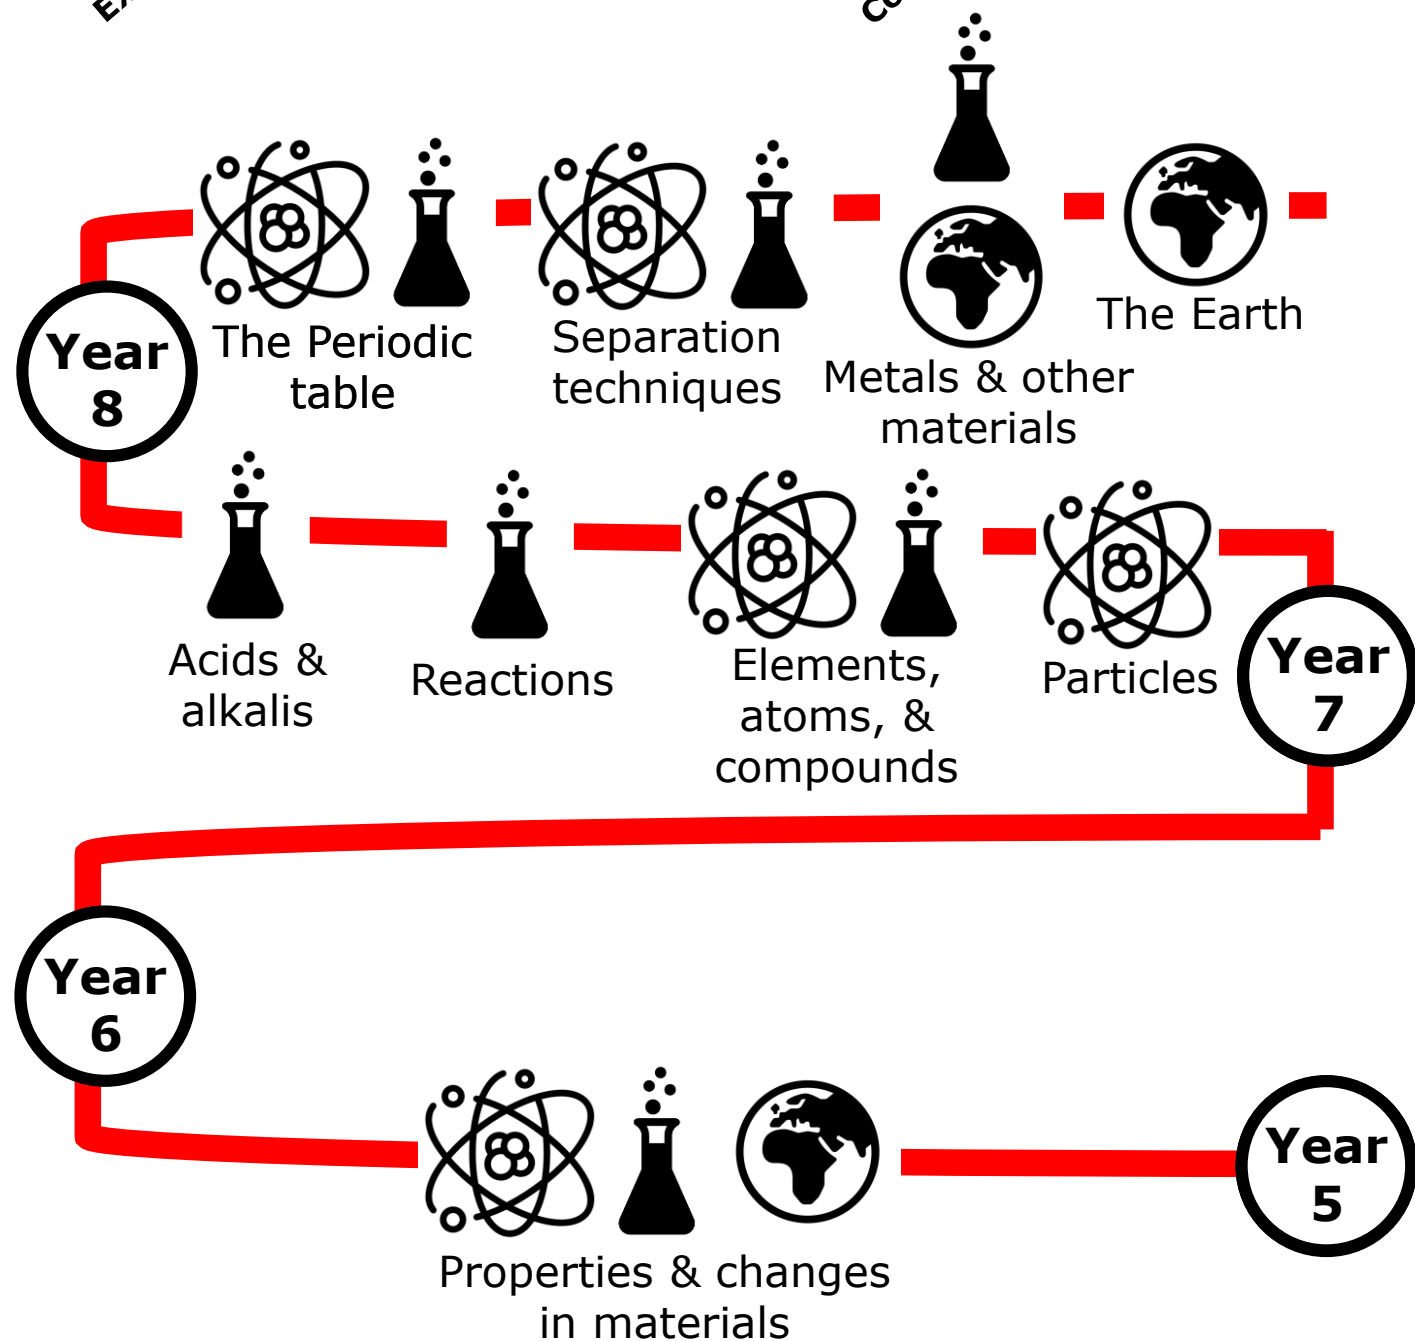 The Periodic
table
Separation
techniques
Metals & other
materials
The Earth
Year
8
Acids &
alkalis
Reactions
Elements,
atoms, &
compounds
Particles
Year
7
Year
6
Properties & changes
in materials
Year
5